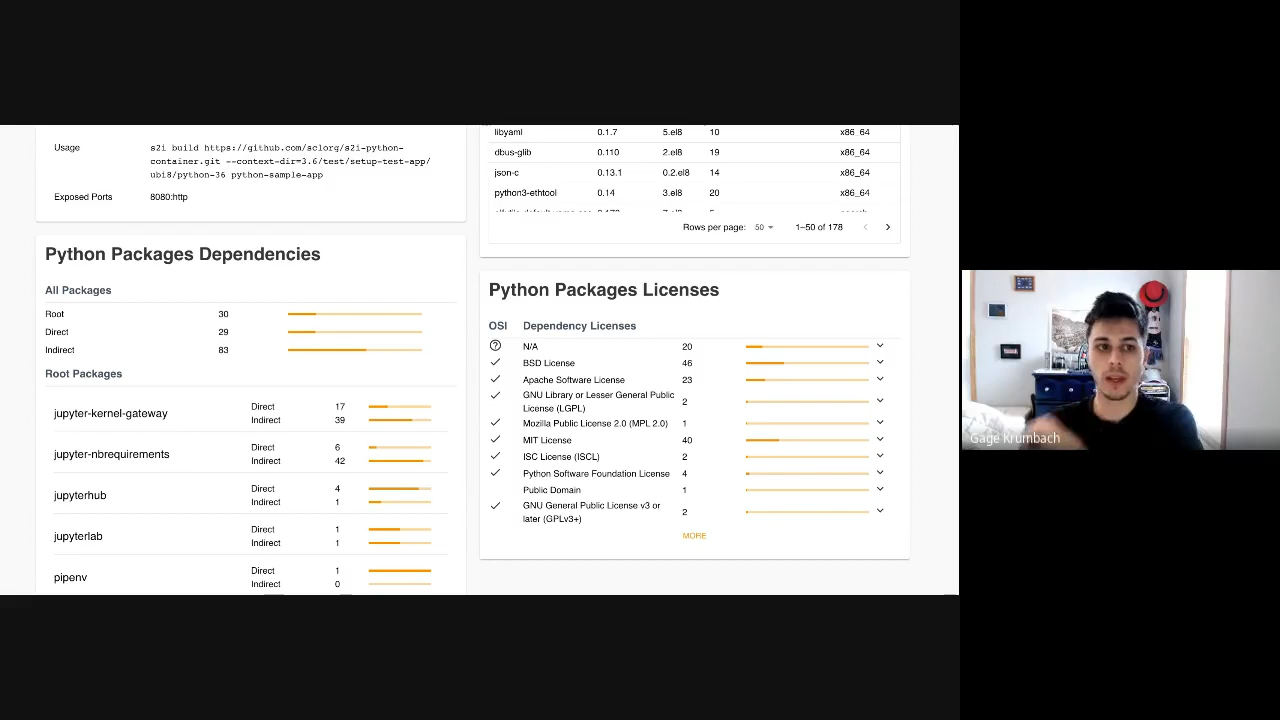 Usage s2i build https://github.com/sclorg/s2i-python-
container.git --context-dir=3.6/test/setup-test-app/
ubi8/python-36 python-sample-app
Exposed Ports 8080:http
Python Packages Dependencies
All Packages
Root 30
Direct 29
Indirect 83
Root Packages
jupyter-kernel-gateway
Direct 17
Indirect 39
jupyter-nbrequirements
Direct 6
Indirect 42
jupyterhub
Direct 4
Indirect 1
jupyterlab
Direct 1
Indirect 1
pipenv
Direct 1
Indirect 0
libyaml 0.1.7 5.el8 10 x86_64
dbus-glib 0.110 2.el8 19 x86_64
json-c 0.13.1 0.2.el8 14 x86_64
python3-ethtool 0.14 3.el8 20 x86_64
Rows per page: 50 1–50 of 178
Python Packages Licenses
OSI Dependency Licenses
N/A 20
BSD License 46
Apache Software License 23
GNU Library or Lesser General Public
License (LGPL) 2
Mozilla Public License 2.0 (MPL 2.0) 1
MIT License 40
ISC License (ISCL) 2
Python Software Foundation License 4
Public Domain 1
GNU General Public License v3 or
later (GPLv3+) 2
MORE
Gage Krumbach